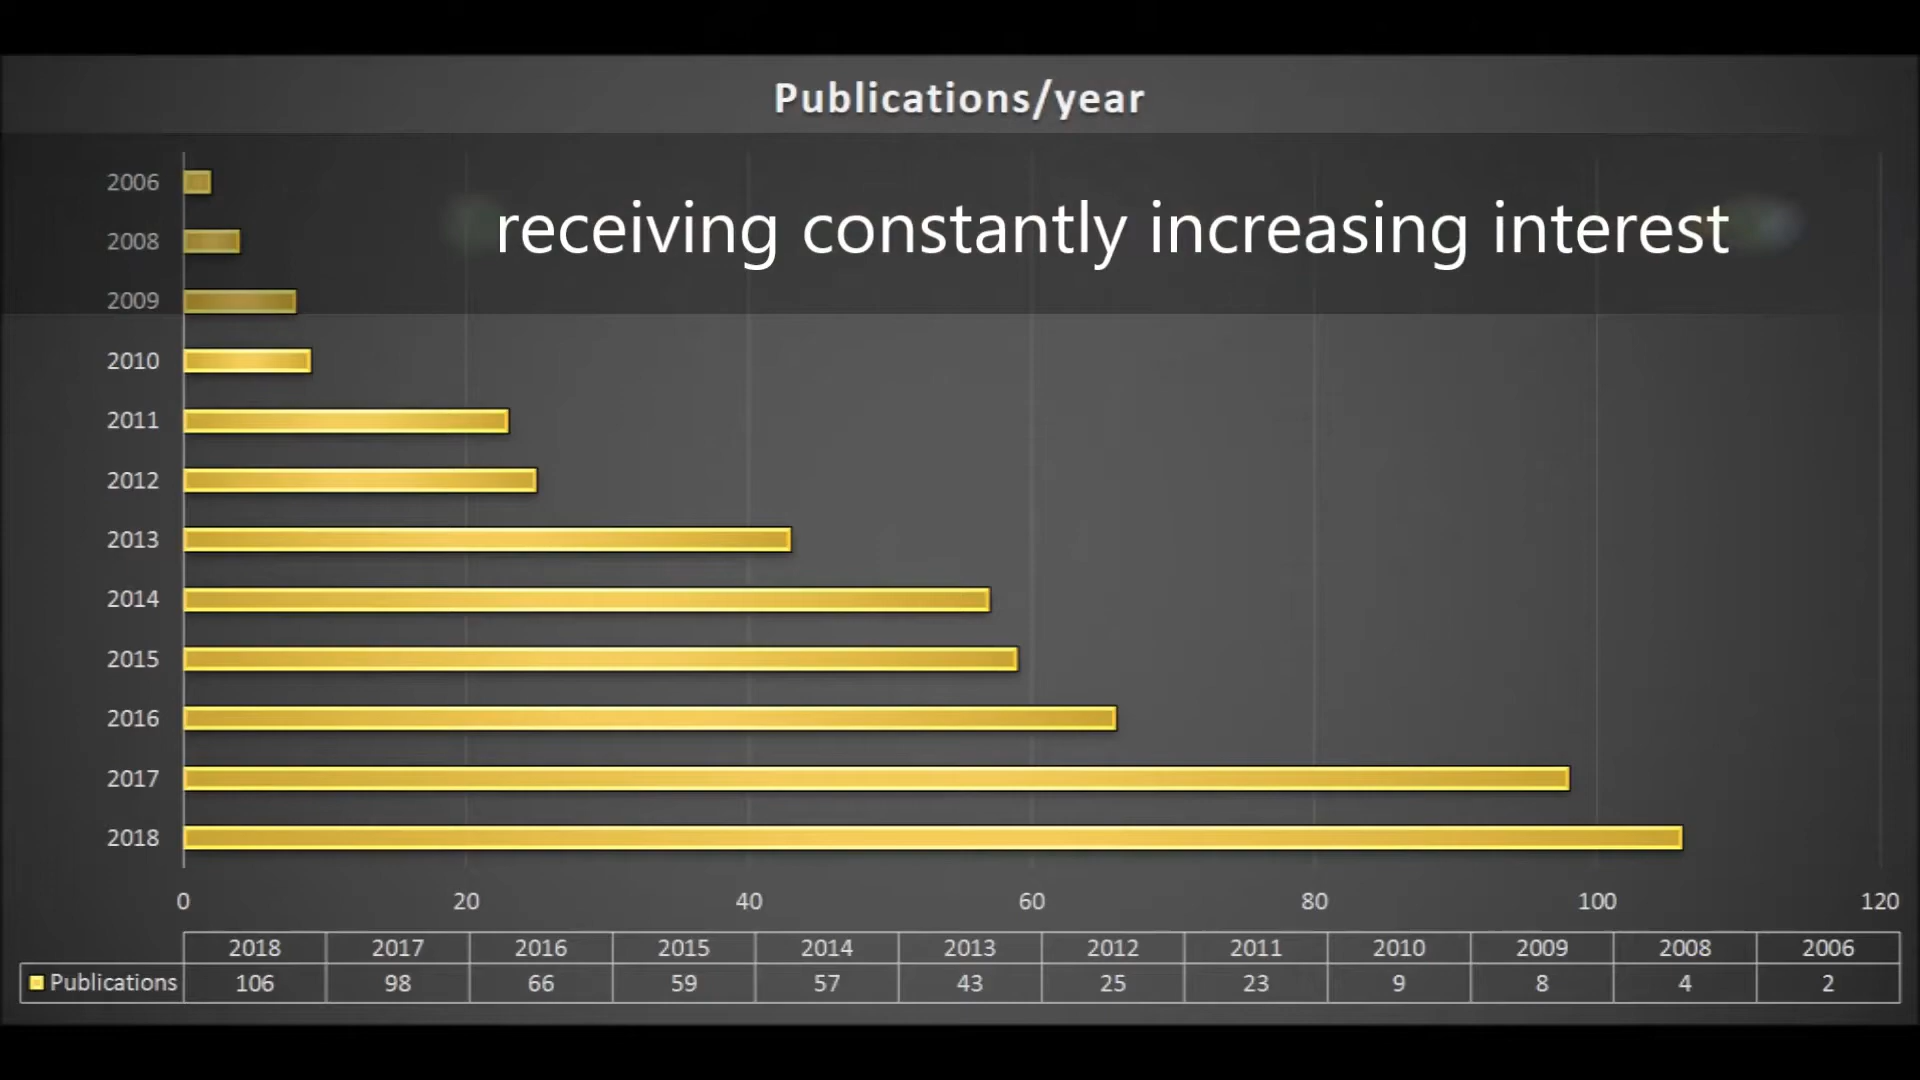 Publications/year
receiving constantly increasing interest
2006
2008
2009
2010
2011
2012
2013
2014
2015
2016
2017
2018
0 20 40 60 80 100 120
2018 2017 2016 2015 2014 2013 2012 2011 2010 2009 2008 2006
Publications 106 98 66 59 57 43 25 23 9 8 4 2